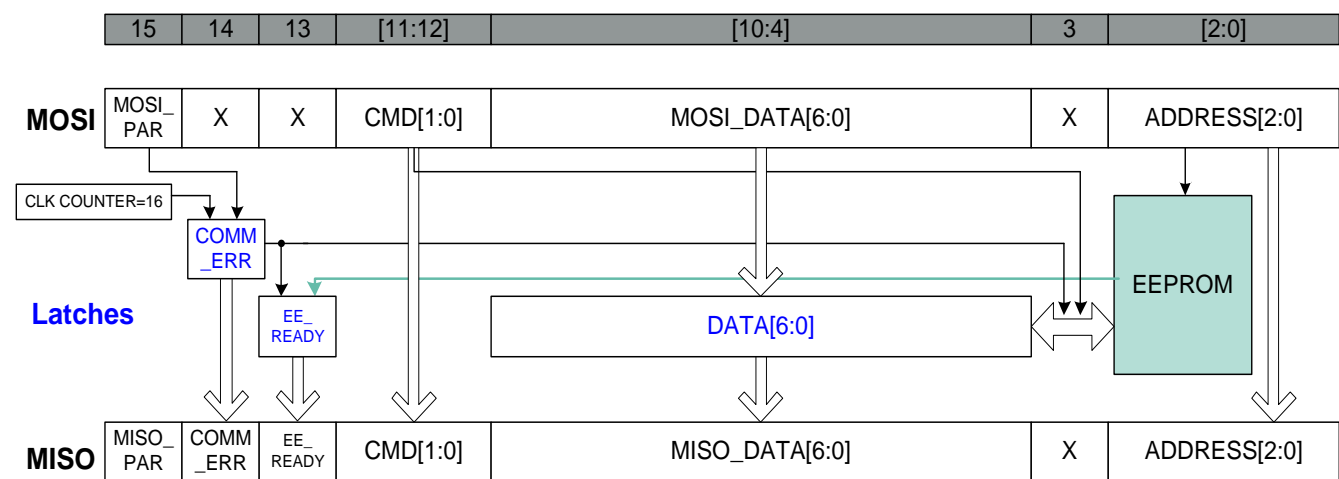 15 14 13 [11:12] [10:4] 3 [2:0]
MOSI MOSI_ PAR X X CMD[1:0] MOSI_DATA[6:0] X ADDRESS[2:0]
CLK COUNTER=16
COMM
_ERR
Latches
EE_
READY
DATA[6:0]
EEPROM
MISO MISO_ PAR COMM _ERR EE_ READY CMD[1:0] MISO_DATA[6:0] X ADDRESS[2:0]